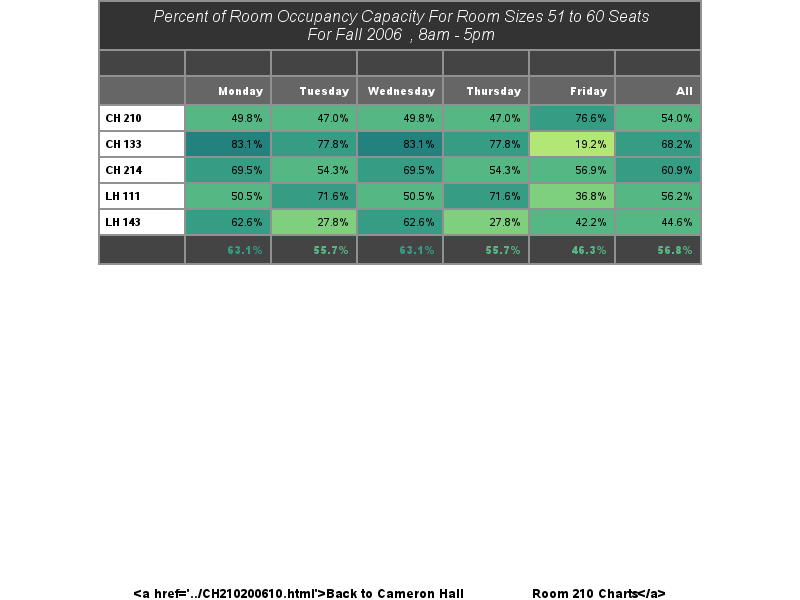 Percent of Room Occupancy Capacity For Room Sizes 51 to 60 Seats
For Fall 2006 , 8am - 5pm
Monday Tuesday Wednesday Thursday Friday All
CH 210 49.8% 47.0% 49.8% 47.0% 76.6% 54.0%
CH 133 83.1% 77.8% 83.1% 77.8% 19.2% 68.2%
CH 214 69.5% 54.3% 69.5% 54.3% 56.9% 60.9%
LH 111 50.5% 71.6% 50.5% 71.6% 36.8% 56.2%
LH 143 62.6% 27.8% 62.6% 27.8% 42.2% 44.6%
63.1% 55.7% 63.1% 55.7% 46.3% 56.8%
<a href='../CH210200610.html'>Back to Cameron Hall Room 210 Charts</a>